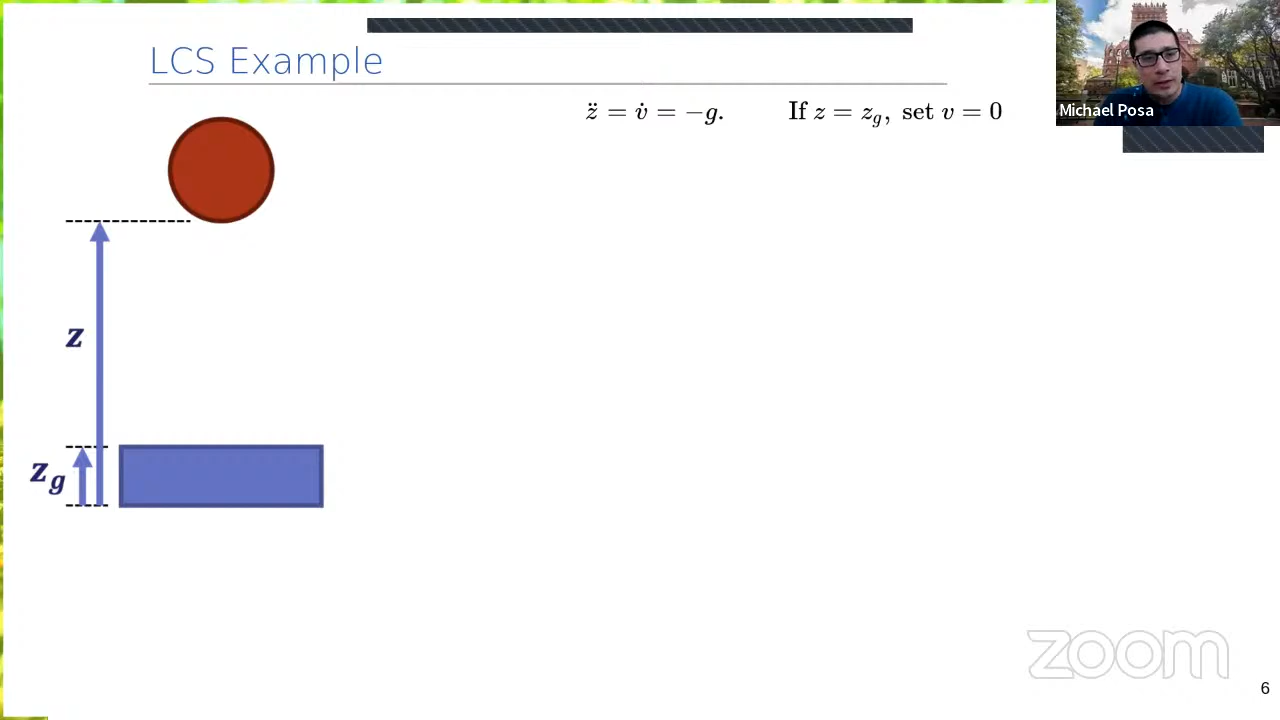 LCS Example
z̈ = v̇ = −g. If z = z_g, set v = 0
Michael Posa
z
z_g
zoom
6